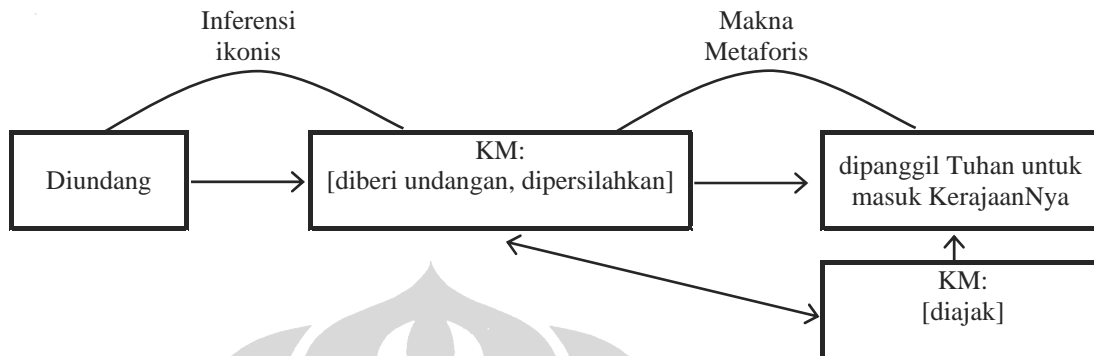 Inferensi
ikonis
Makna
Metaforis
Diundang
KM:
[diberi undangan, dipersilahkan]
dipanggil Tuhan untuk
masuk KerajaanNya
KM:
[diajak]